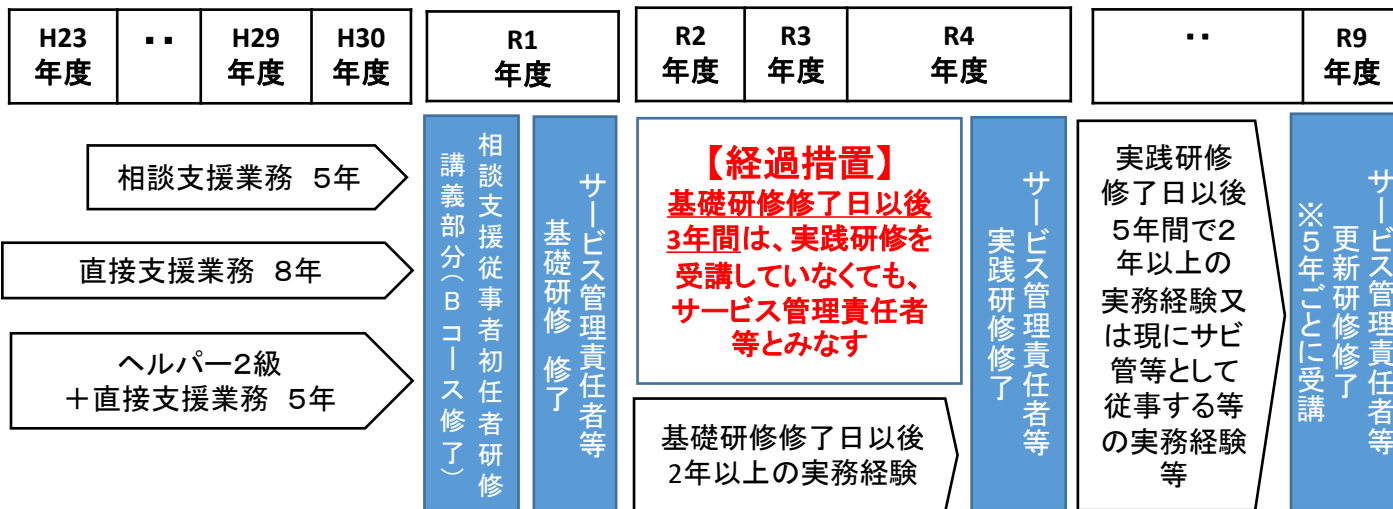 H23
年度
･･
H29
年度
H30
年度
R1
年度
R2
年度
R3
年度
R4
年度
･･
R9
年度
相談支援業務 5年
直接支援業務 8年
ヘルパー2級
＋直接支援業務 5年
相談支援従事者初任者研修
講義部分（Bコース修了）
サービス管理責任者等
基礎研修 修了
【経過措置】
基礎研修修了日以後
3年間は、実践研修を
受講していなくても、
サービス管理責任者
等とみなす
基礎研修修了日以後
2年以上の実務経験
サービス管理責任者等
実践研修修了
実践研修
修了日以後
5年間で2
年以上の
実務経験又
は現にサビ
管等として
従事する等
の実務経験
等
サービス管理責任者等
更新研修修了
※５年ごとに受講